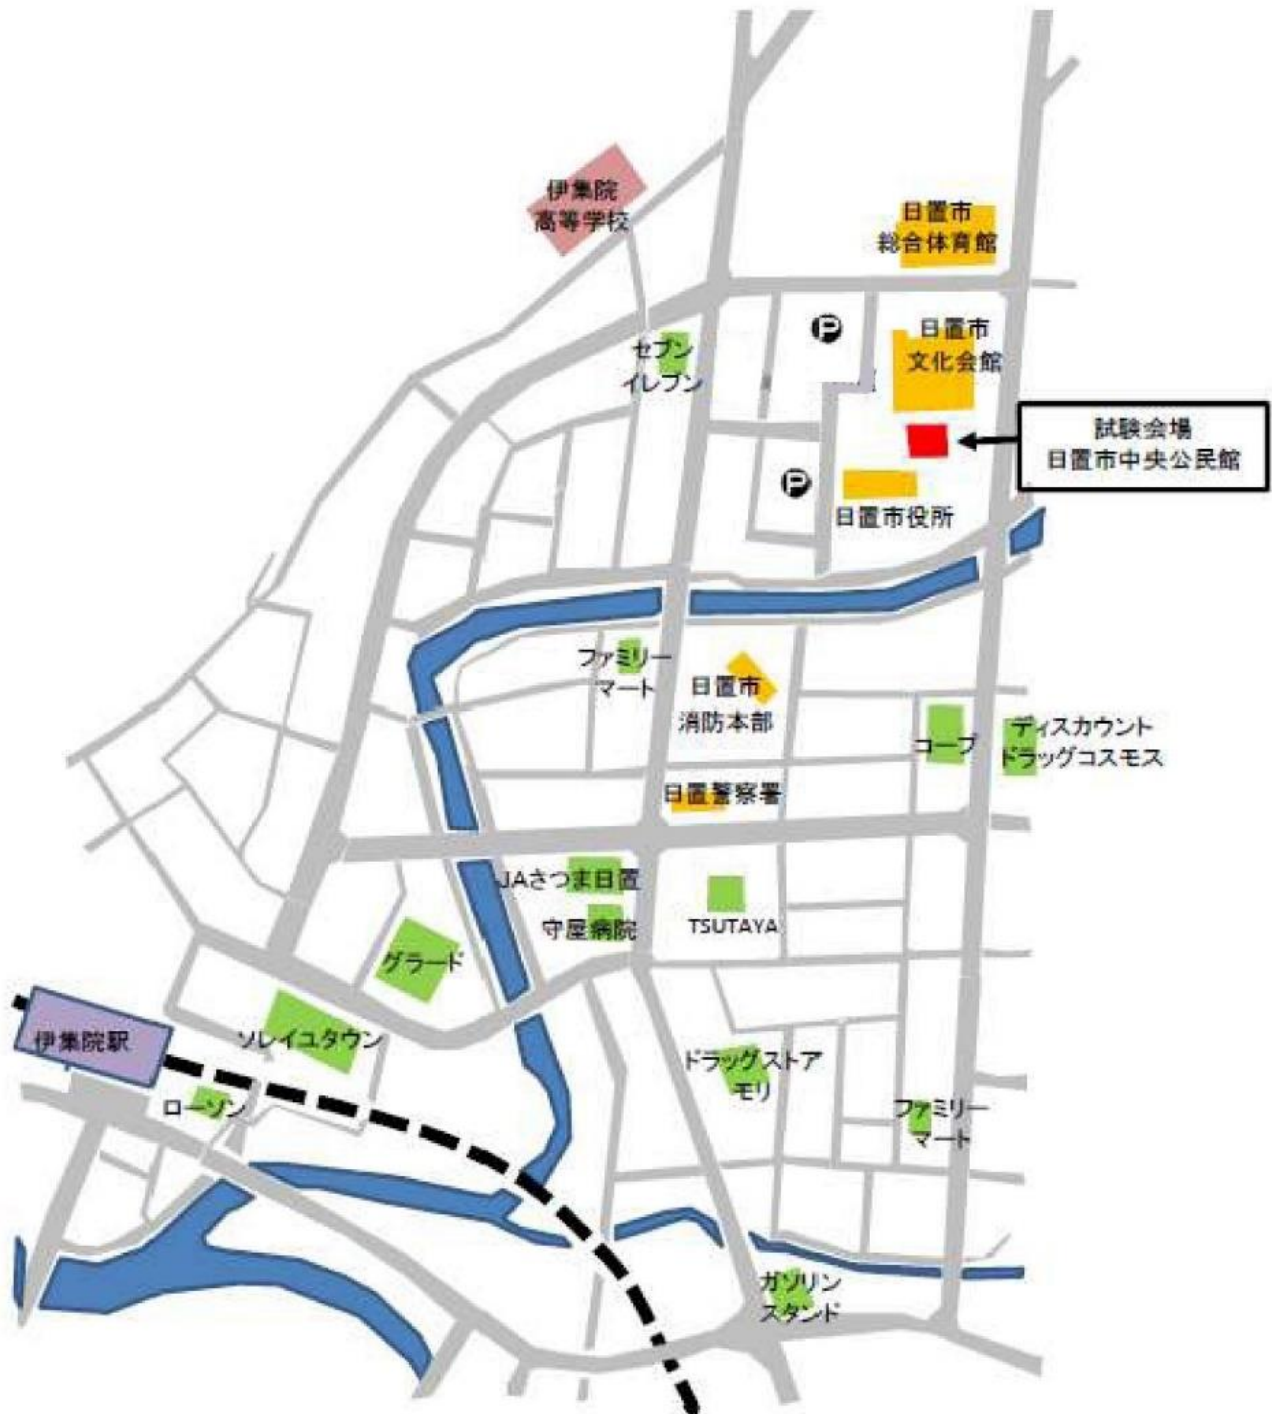 伊集院
高等学校
日置市
総合体育館
P
日置市
文化会館
セブン
イレブン
試験会場
日置市中央公民館
P
日置市役所
ファミリー
マート
日置市
消防本部
コープ
ディスカウント
ドラッグコスモス
日置警察署
JAさつま日置
守屋病院
TSUTAYA
グラード
伊集院駅
ソレイユタウン
ローソン
ドラッグストア
モリ
ファミリー
マート
ガソリン
スタンド